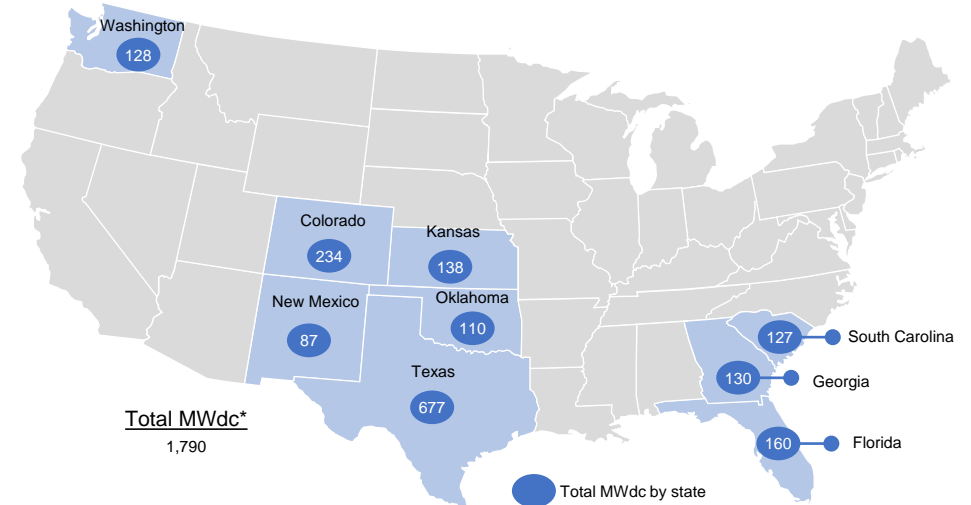 Washington
128
Colorado
234
Kansas
138
New Mexico
87
Oklahoma
110
Texas
677
127
South Carolina
130
Georgia
160
Florida
Total MWdc*
1,790
Total MWdc by state